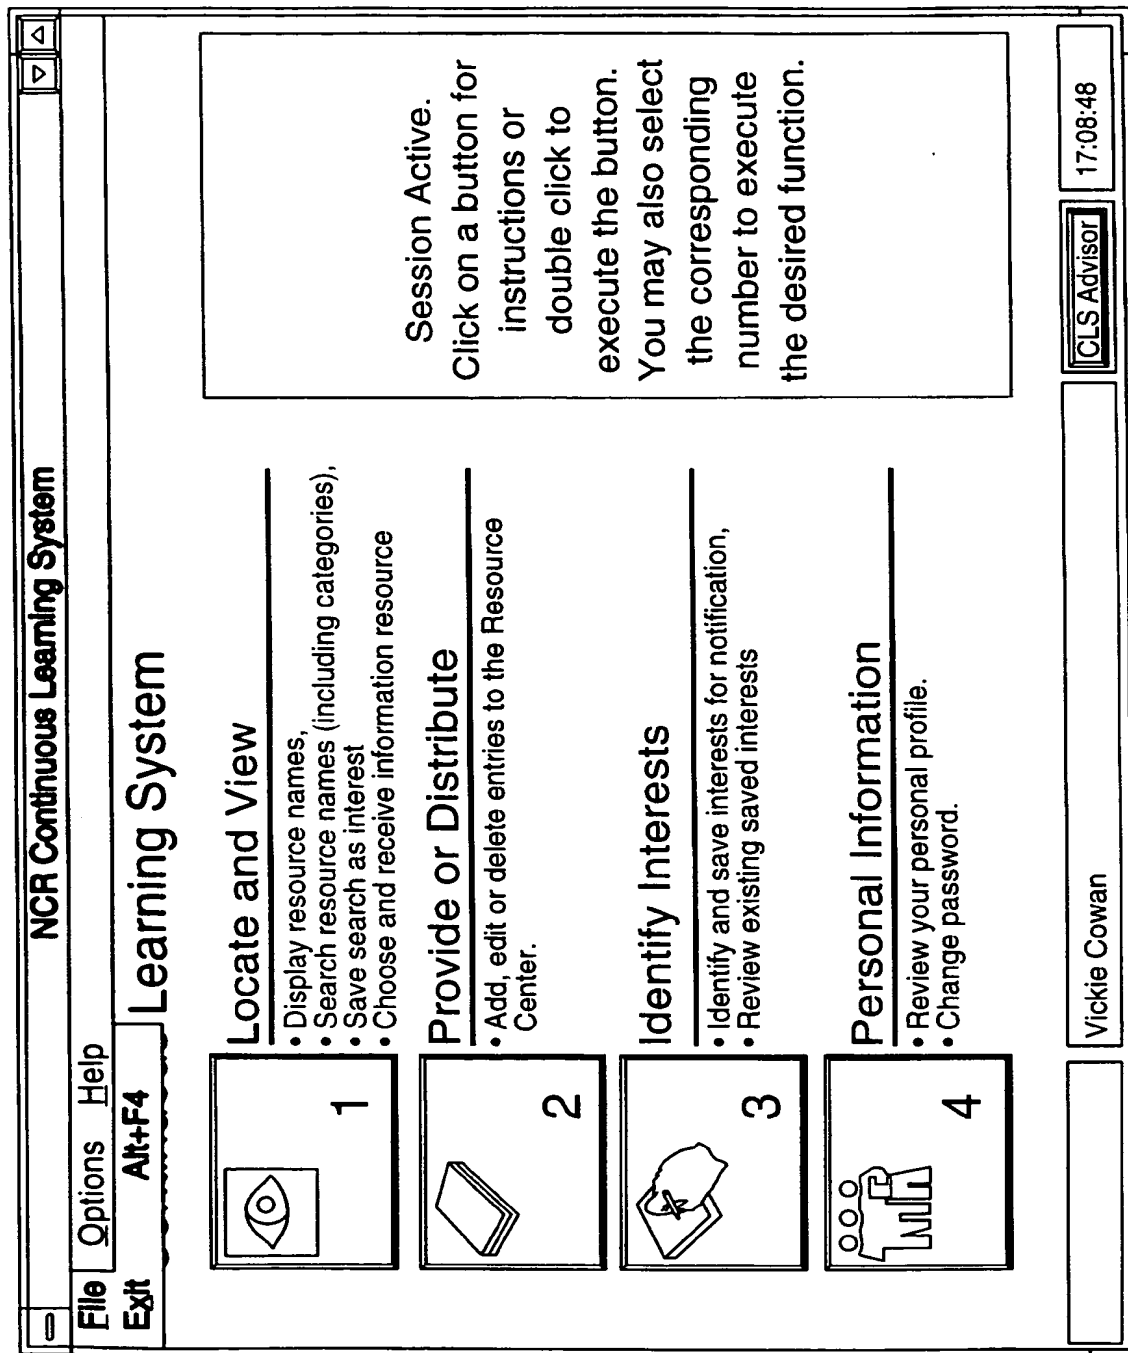 NCR Continuous Learning System
File Options Help
Exit Alt+F4
Learning System
1
Locate and View
• Display resource names,
• Search resource names (including categories),
• Save search as interest
• Choose and receive information resource
2
Provide or Distribute
• Add, edit or delete entries to the Resource
Center.
3
Identify Interests
• Identify and save interests for notification,
• Review existing saved interests
4
Personal Information
• Review your personal profile.
• Change password.
Session Active.
Click on a button for
instructions or
double click to
execute the button.
You may also select
the corresponding
number to execute
the desired function.
Vickie Cowan
CLS Advisor
17:08:48